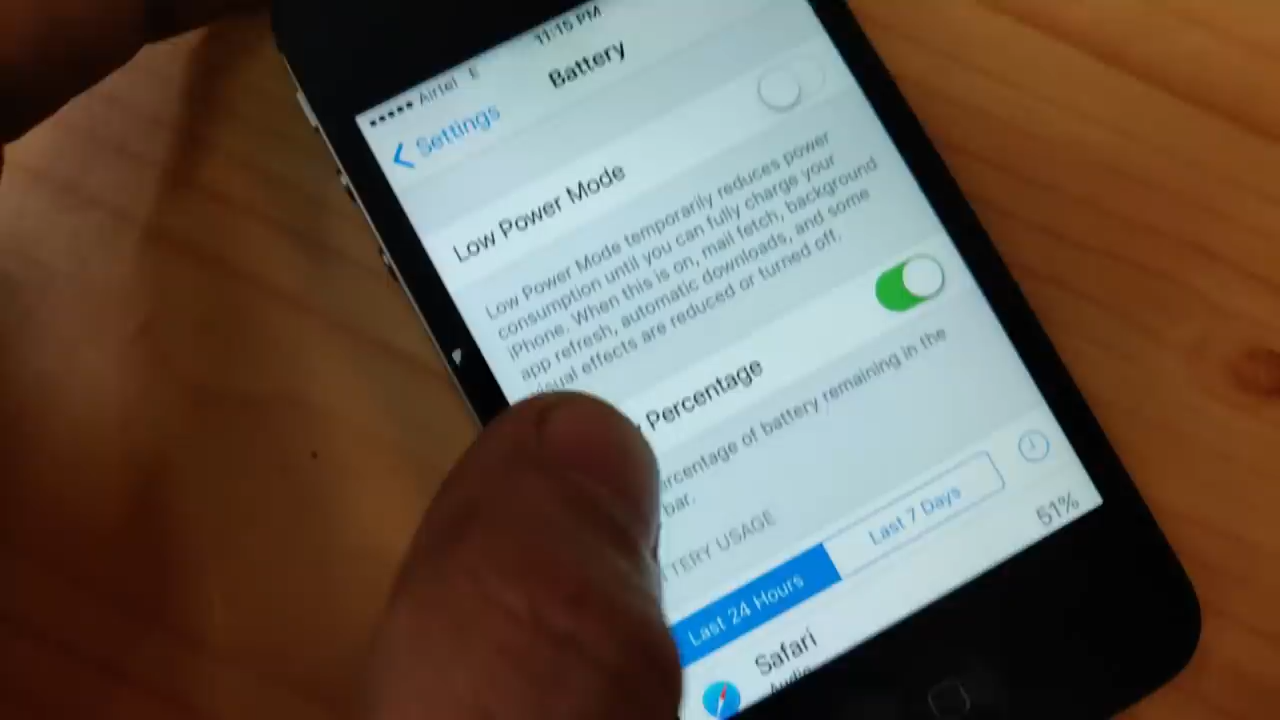 Airtel E 11:15 PM
Settings Battery
Low Power Mode
Low Power Mode temporarily reduces power
consumption until you can fully charge your
iPhone. When this is on, mail fetch, background
app refresh, automatic downloads, and some
visual effects are reduced or turned off.
Percentage
percentage of battery remaining in the
bar.
TERY USAGE
Last 24 Hours Last 7 Days
Safari 51%
Audio